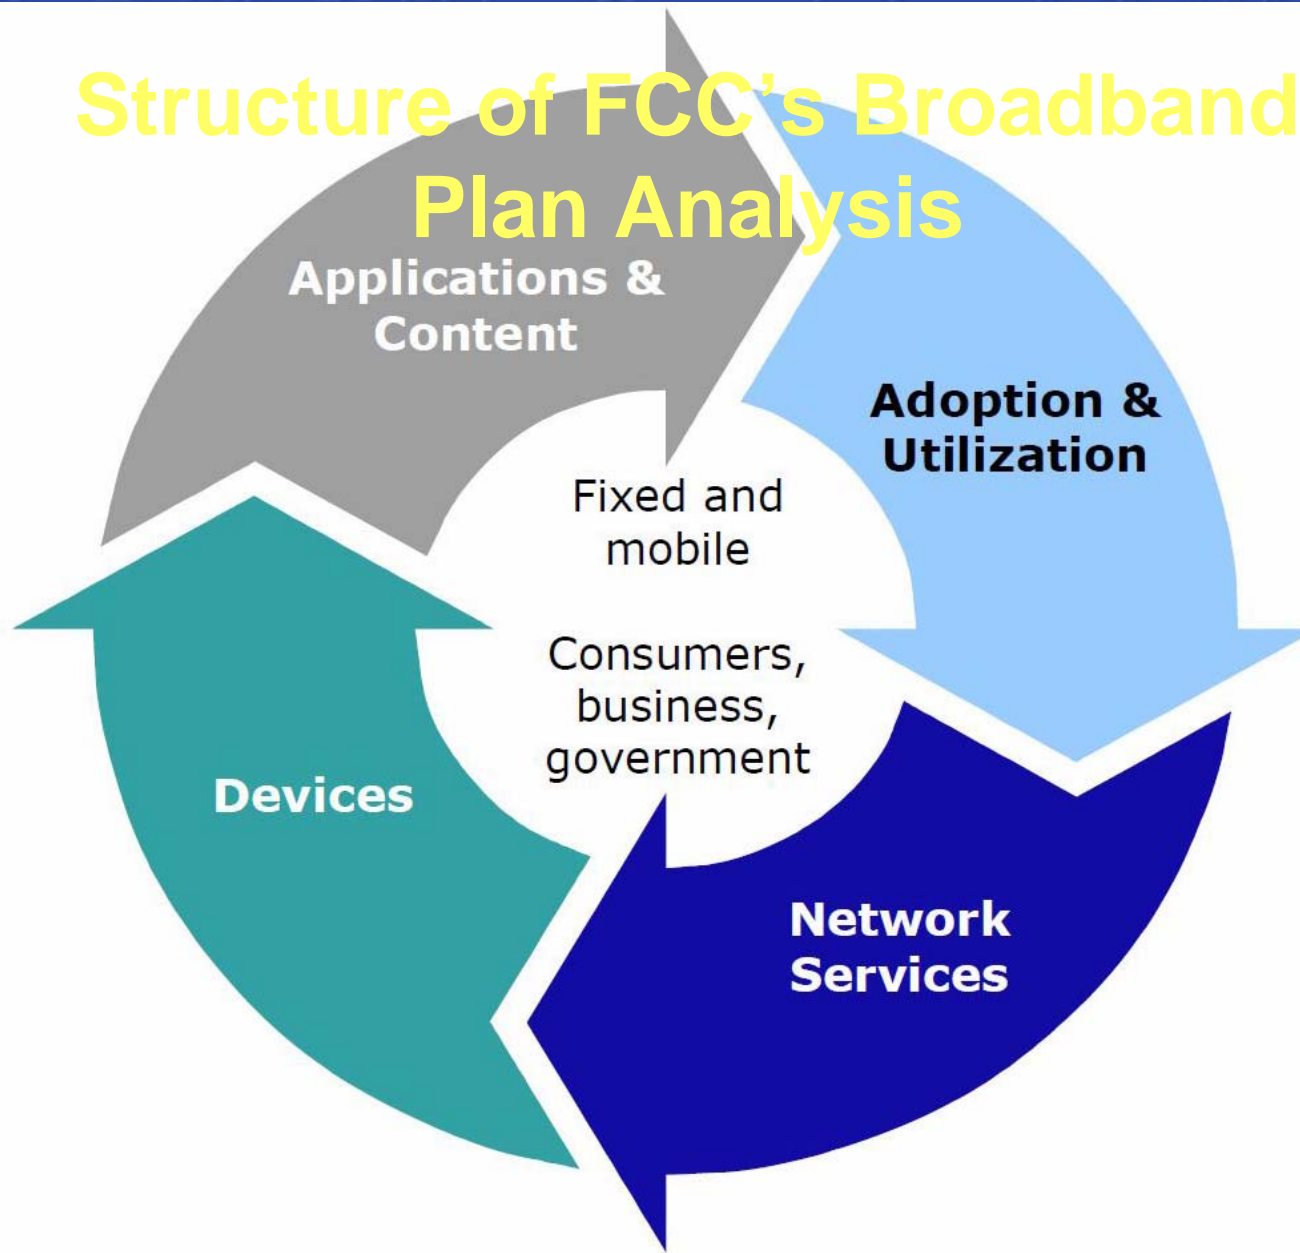 Structure of FCC’s Broadband
Plan Analysis
Applications &
Content
Adoption &
Utilization
Fixed and
mobile
Consumers,
business,
government
Devices
Network
Services